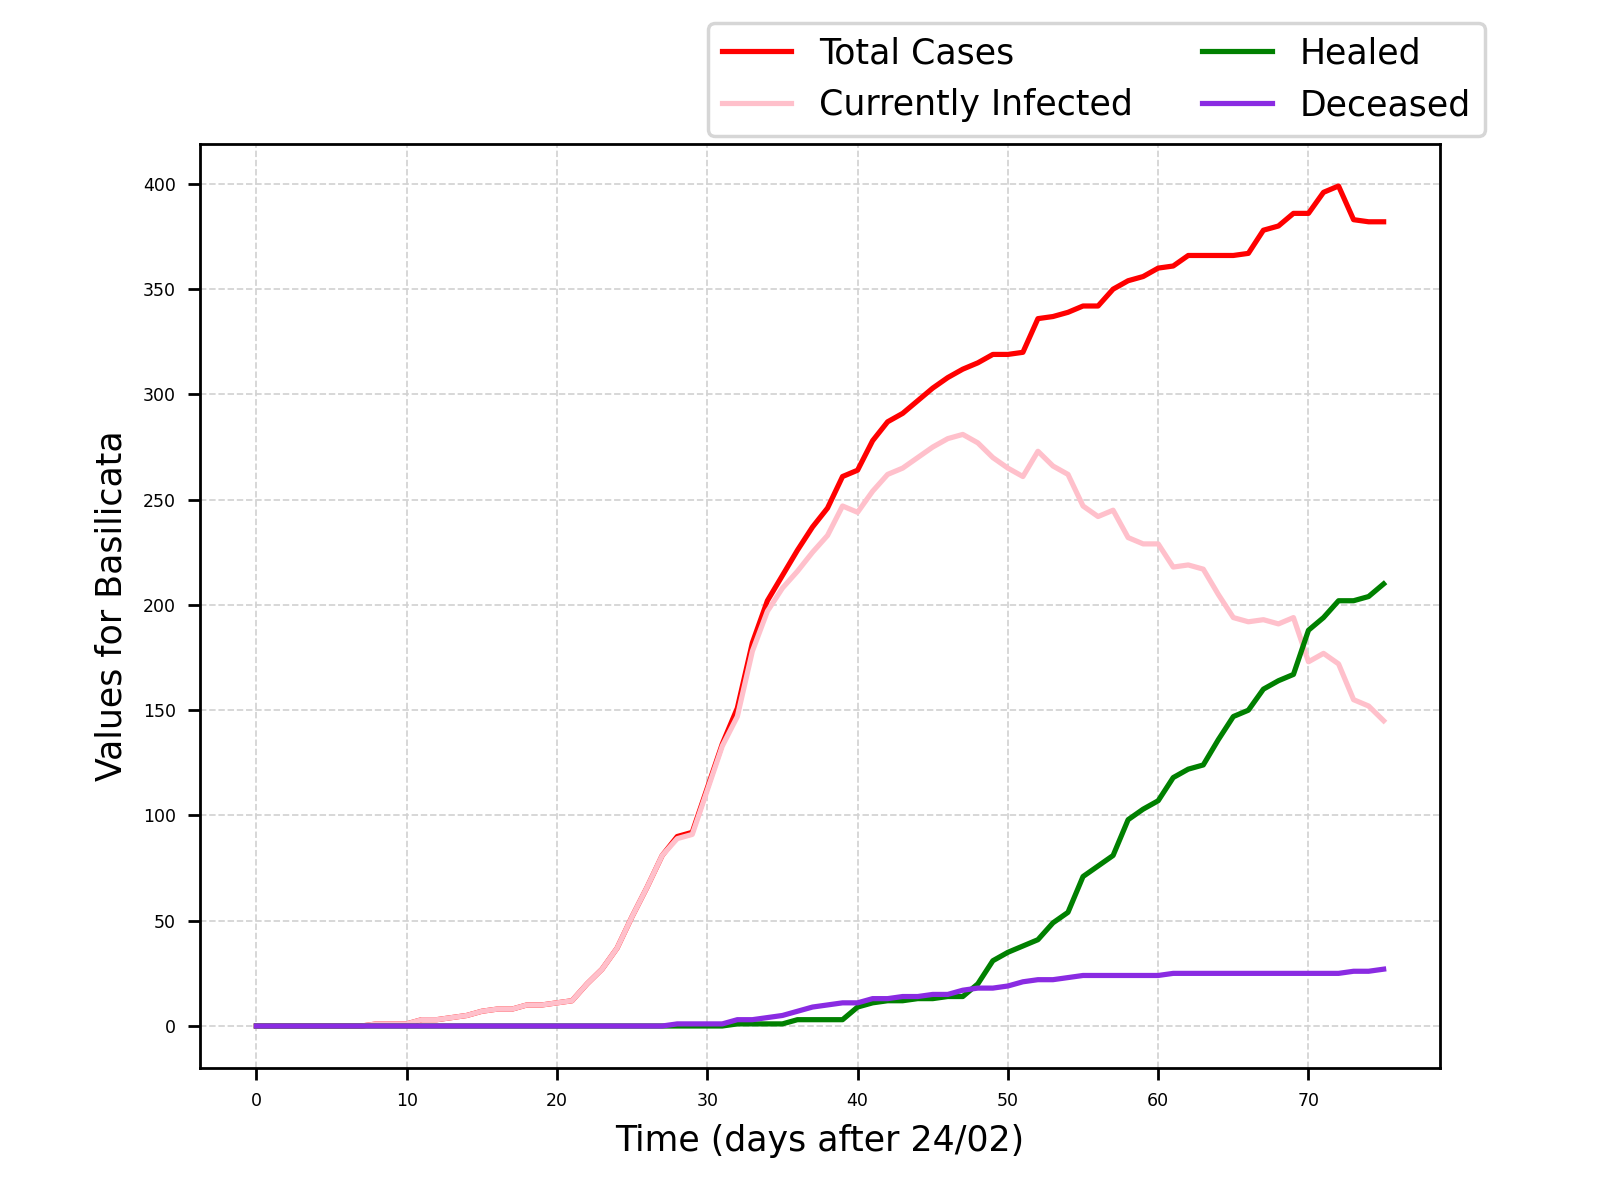 Total Cases
Currently Infected
Healed
Deceased
400
350
300
250
200
150
100
50
0
Values for Basilicata
0 10 20 30 40 50 60 70
Time (days after 24/02)